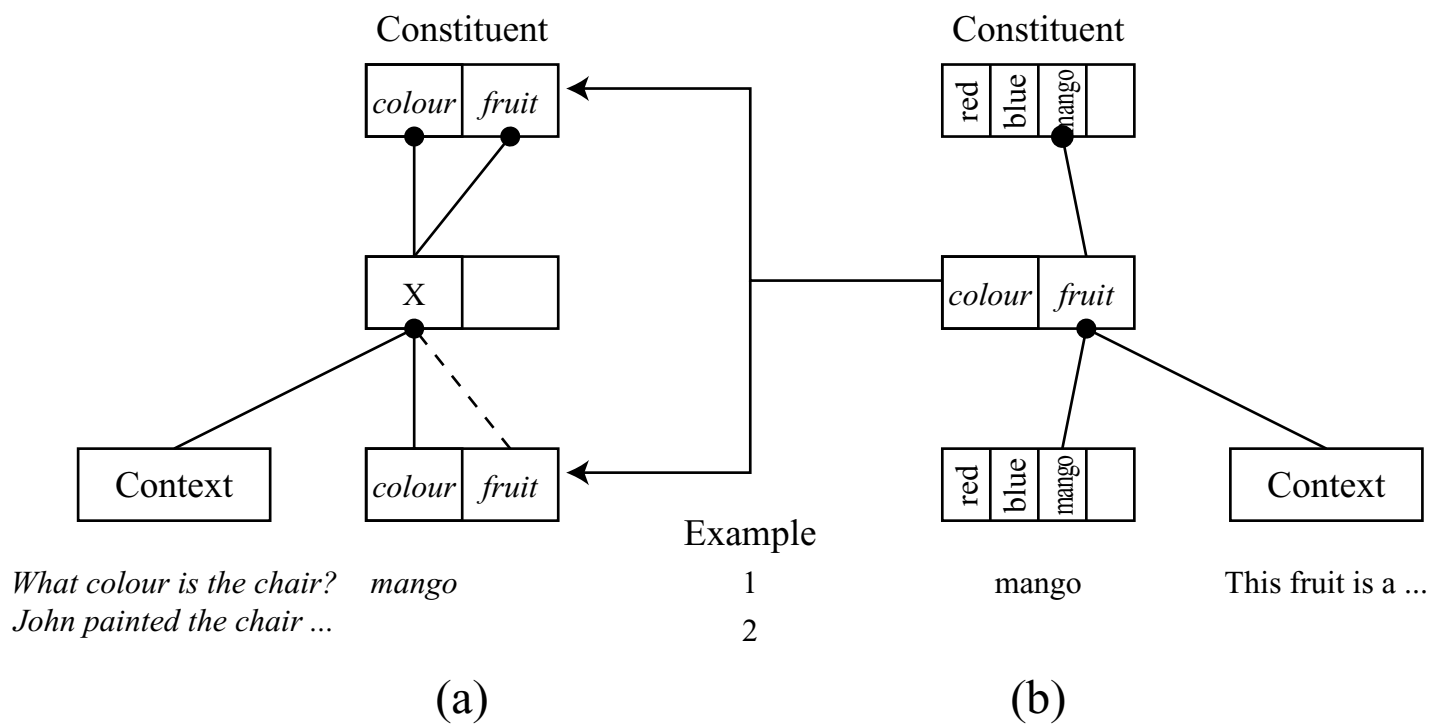 Constituent
Constituent
colour fruit
red blue mango
X
colour fruit
Context
colour fruit
red blue mango
Context
Example
What colour is the chair? mango 1 mango This fruit is a ...
John painted the chair ... 2
(a) (b)